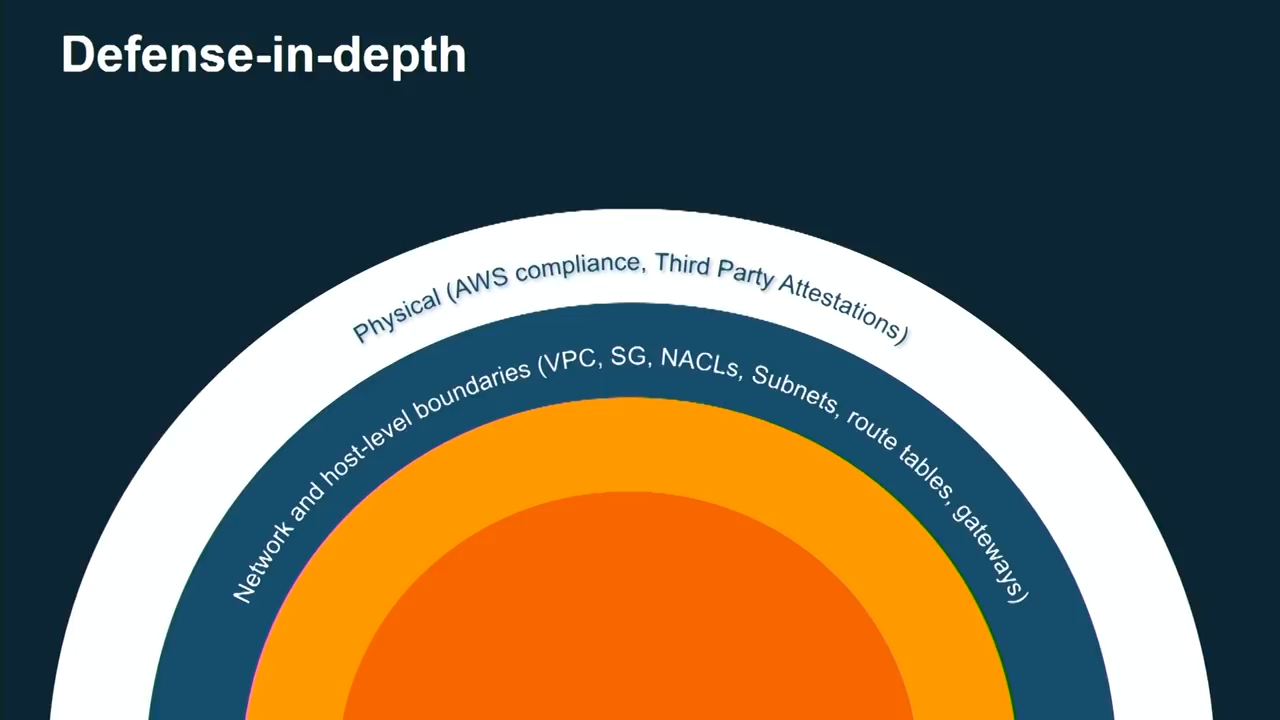 Defense-in-depth
Physical (AWS compliance, Third Party Attestations)
Network and host-level boundaries (VPC, SG, NACLs, Subnets, route tables, gateways)